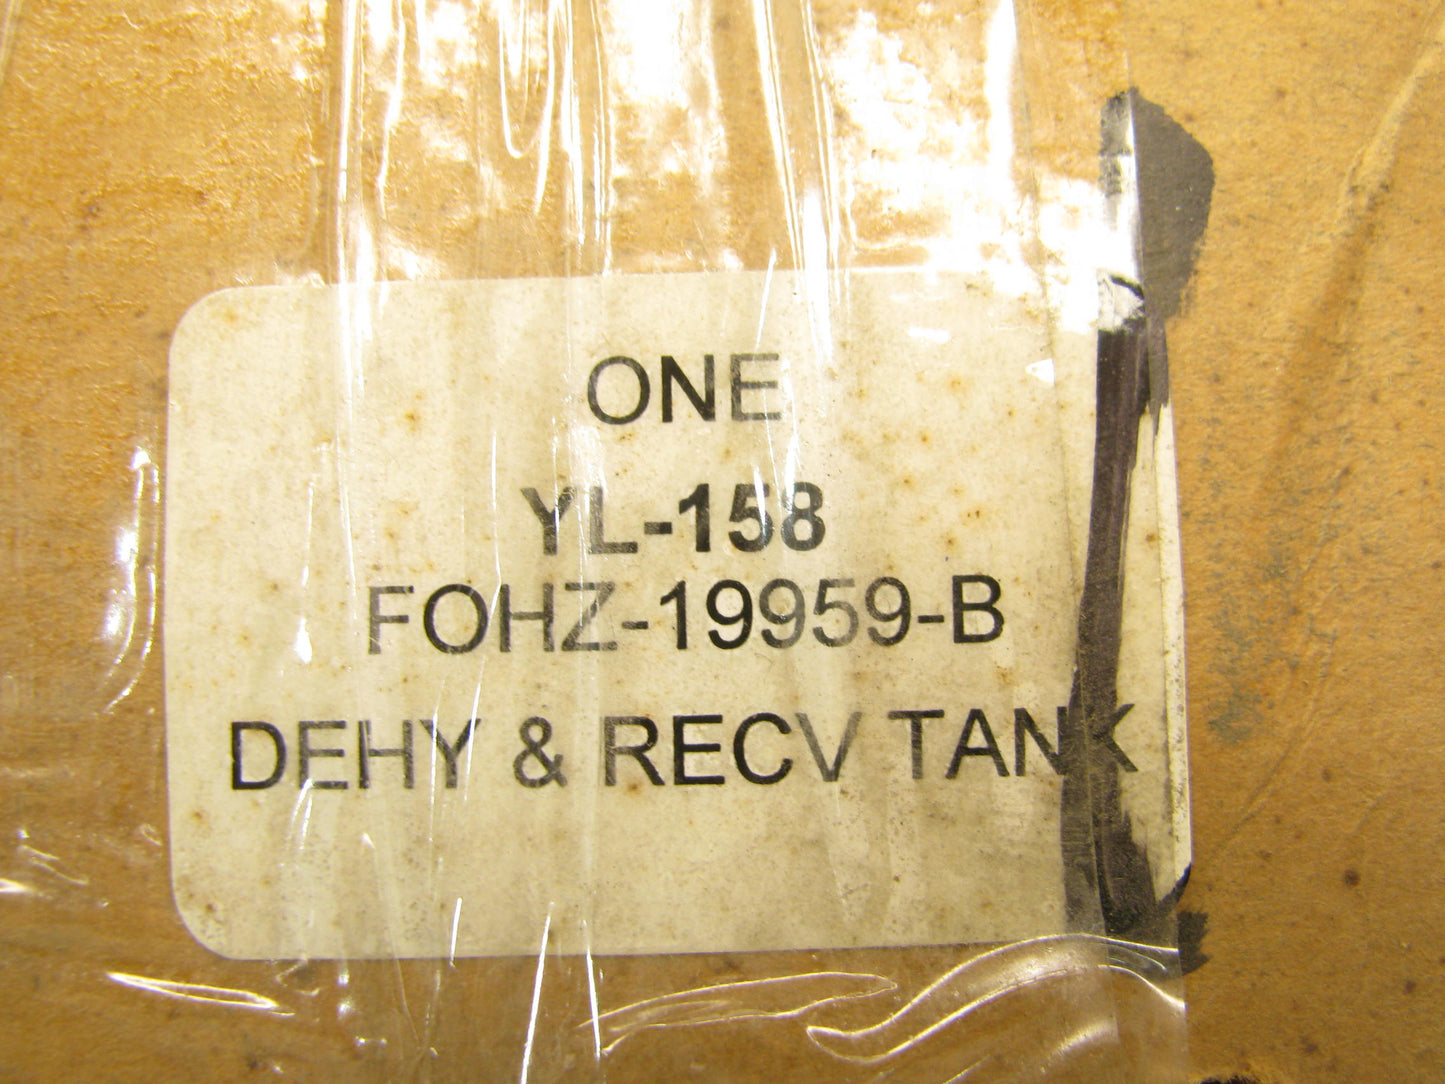 ONE
YL-158
FOHZ-19959-B
DEHY & RECV TANK